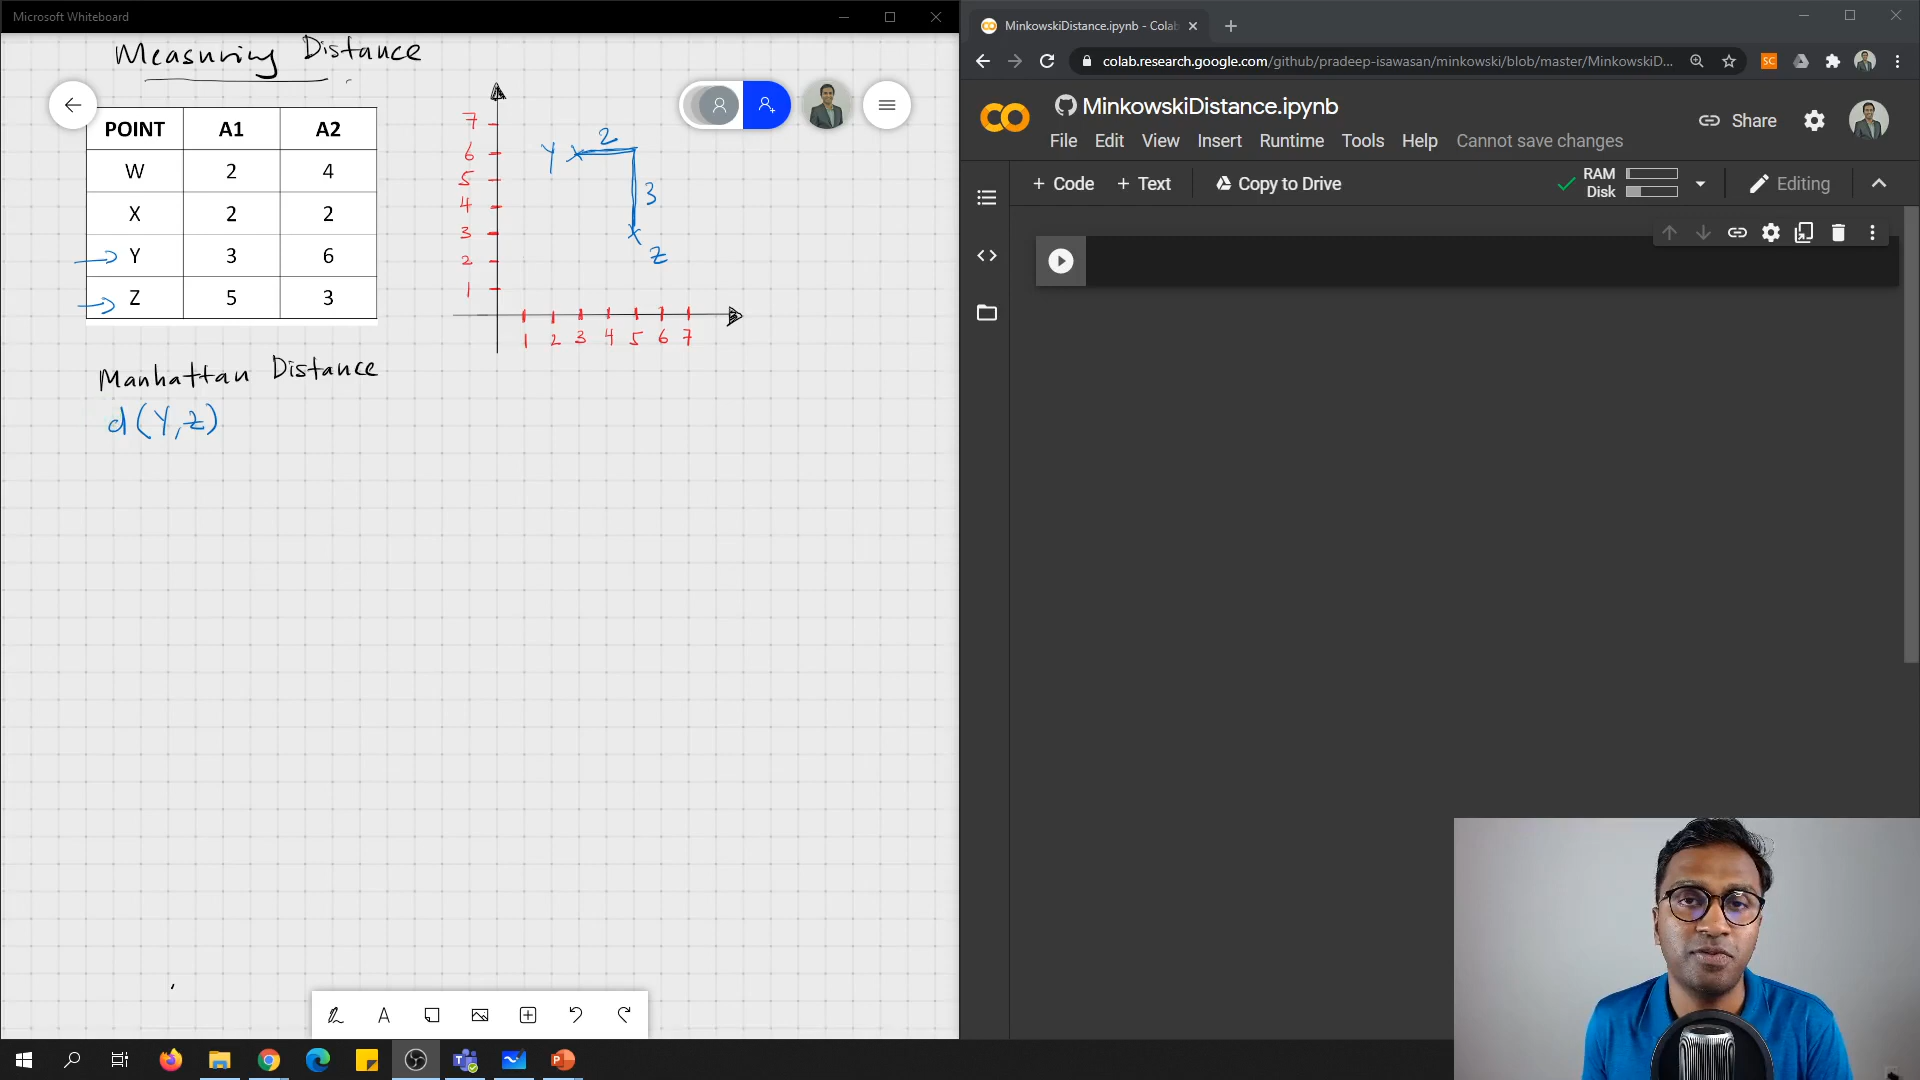 Microsoft Whiteboard
Measuring Distance
POINT A1 A2
W 2 4
X 2 2
Y 3 6
Z 5 3
7
6
5
4
3
2
1
1 2 3 4 5 6 7
Y
2
3
Z
Manhattan Distance
d(Y,Z)
MinkowskiDistance.ipynb - Colab
colab.research.google.com/github/pradeep-isawasan/minkowski/blob/master/MinkowskiD...
MinkowskiDistance.ipynb
File Edit View Insert Runtime Tools Help Cannot save changes
Share
+ Code + Text Copy to Drive
RAM
Disk
Editing